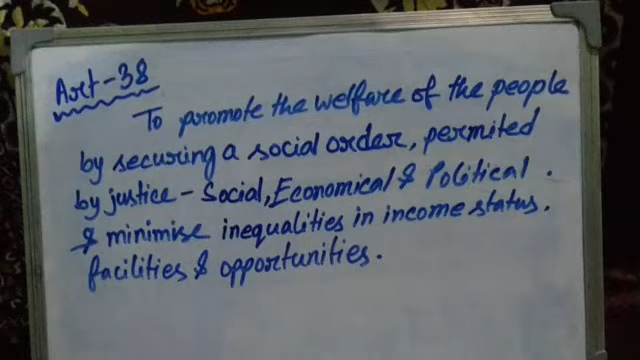 Art-38
To promote the welfare of the people
by securing a social order, permited
by justice - Social, Economical & Political.
& minimise inequalities in income status.
facilities & opportunities.